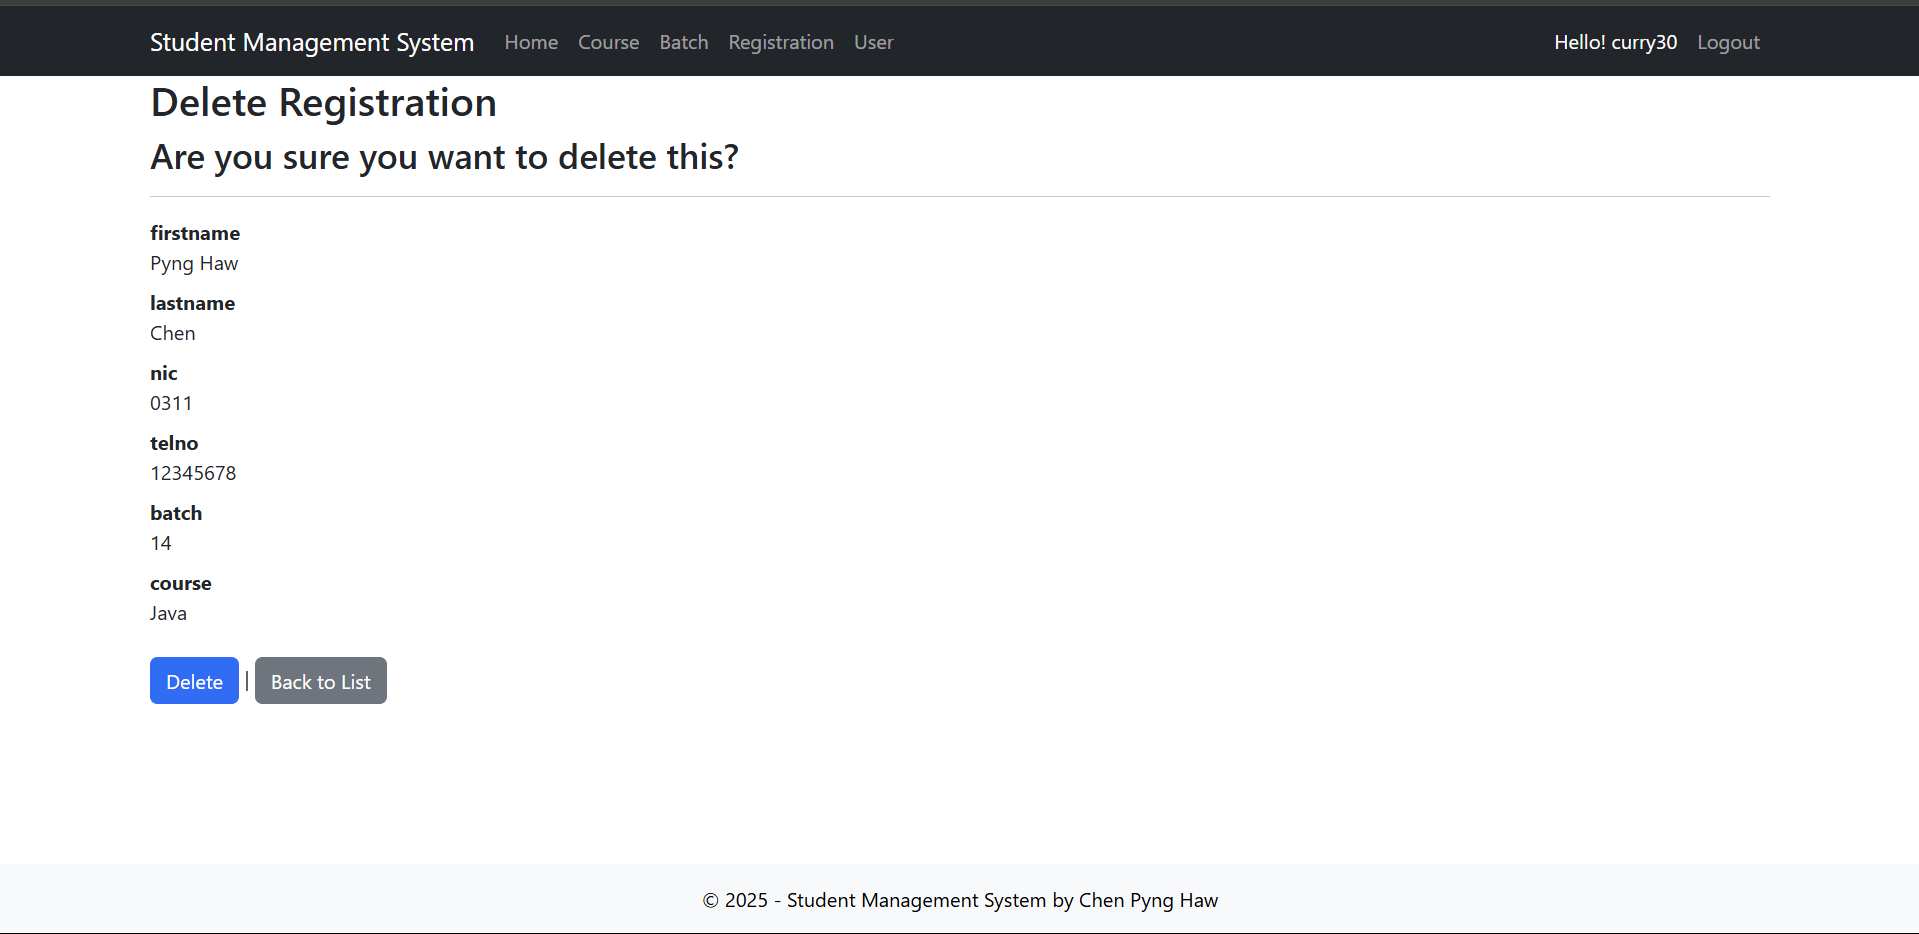 Student Management System Home Course Batch Registration User Hello! curry30 Logout
Delete Registration
Are you sure you want to delete this?
firstname
Pyng Haw
lastname
Chen
nic
0311
telno
12345678
batch
14
course
Java
Delete | Back to List
© 2025 - Student Management System by Chen Pyng Haw